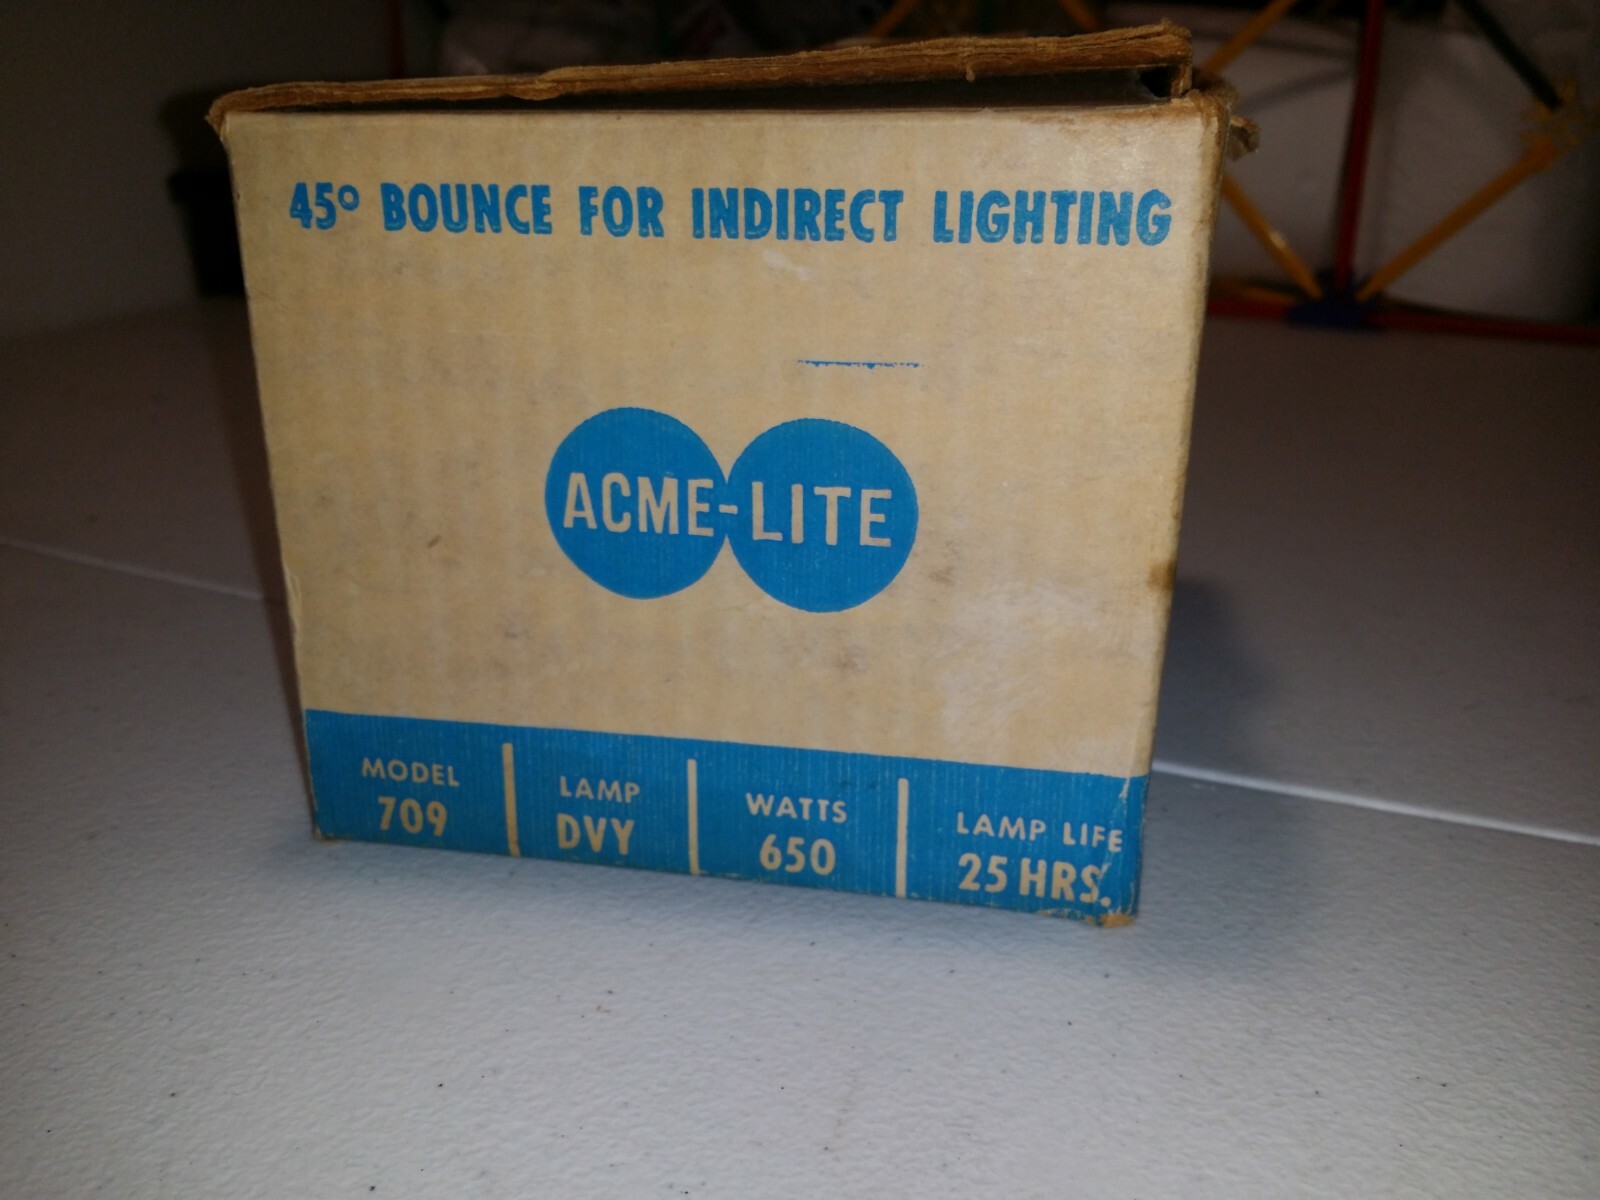 45° BOUNCE FOR INDIRECT LIGHTING
ACME-LITE
MODEL
709
LAMP
DVY
WATTS
650
LAMP LIFE
25 HRS.